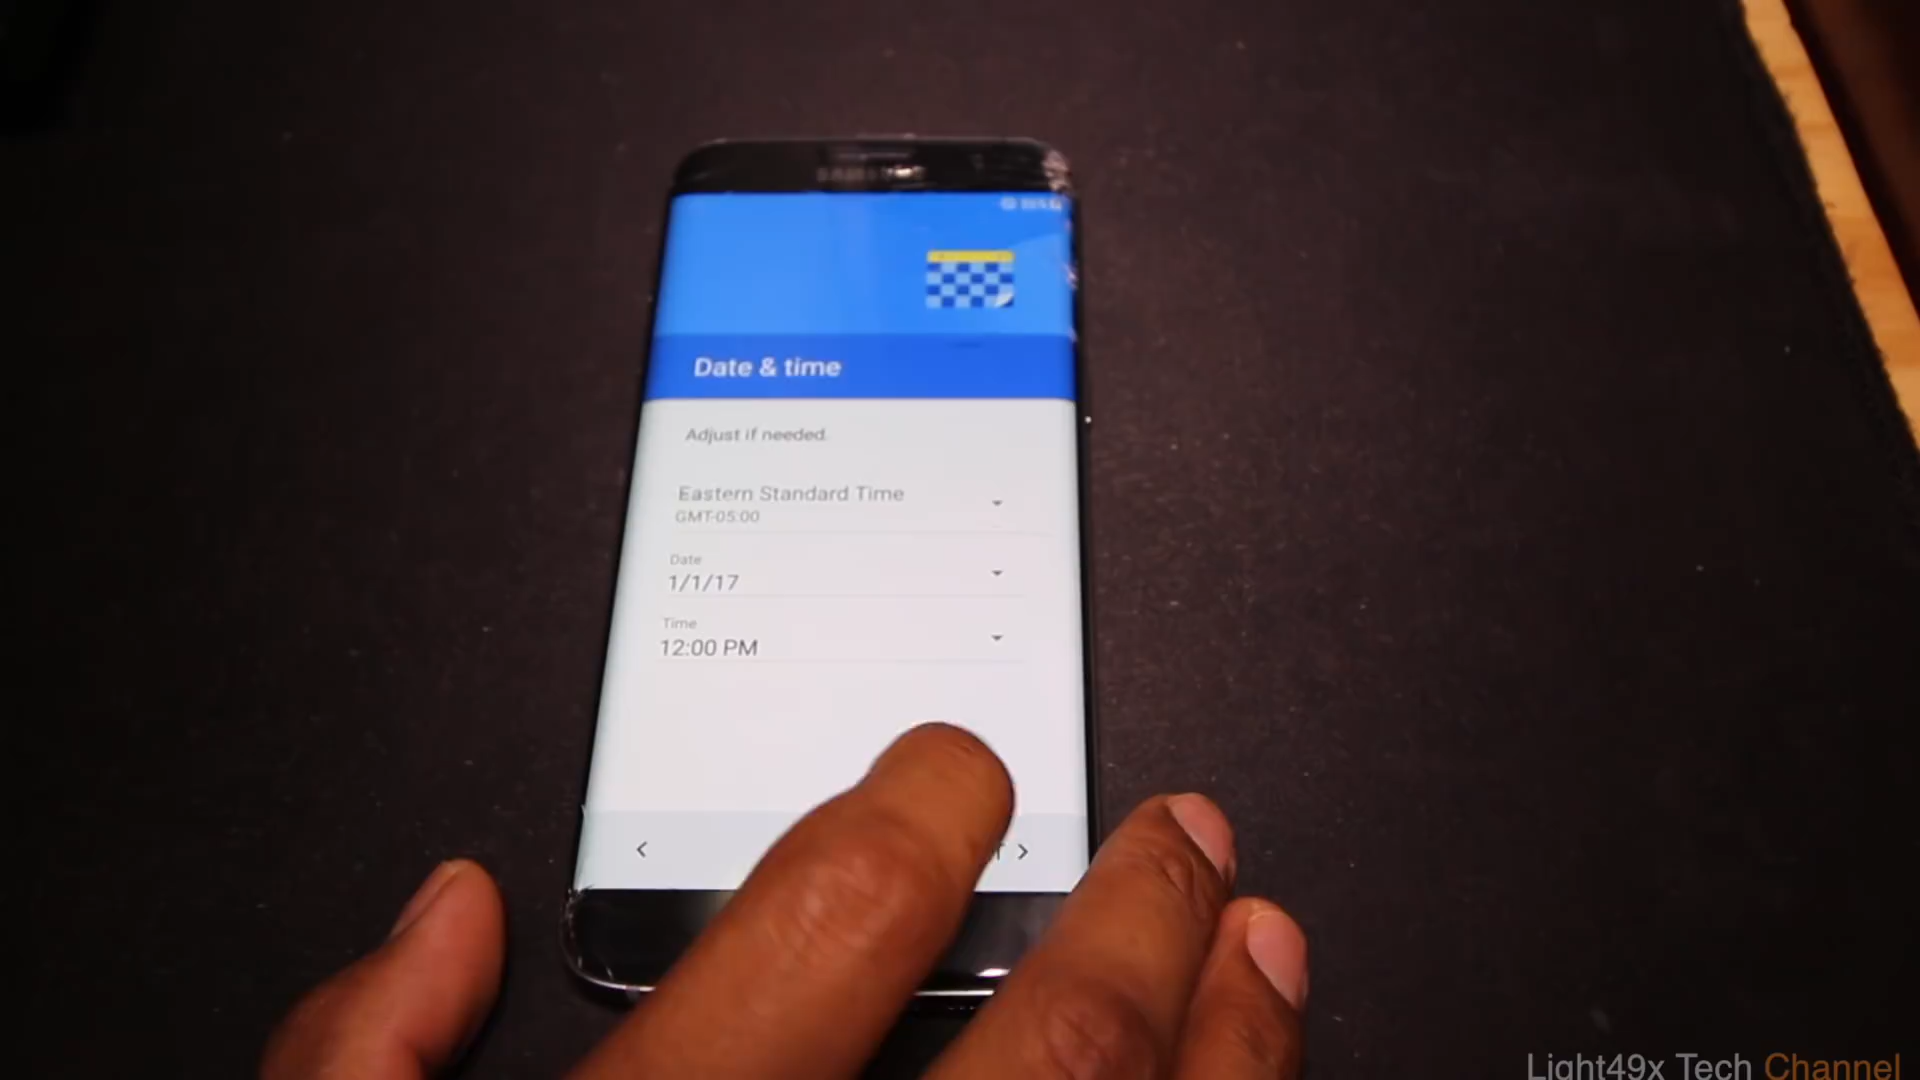 SAMSUNG
Date & time
Adjust if needed.
Eastern Standard Time
GMT-05:00
Date
1/1/17
Time
12:00 PM
Light49x Tech Channel